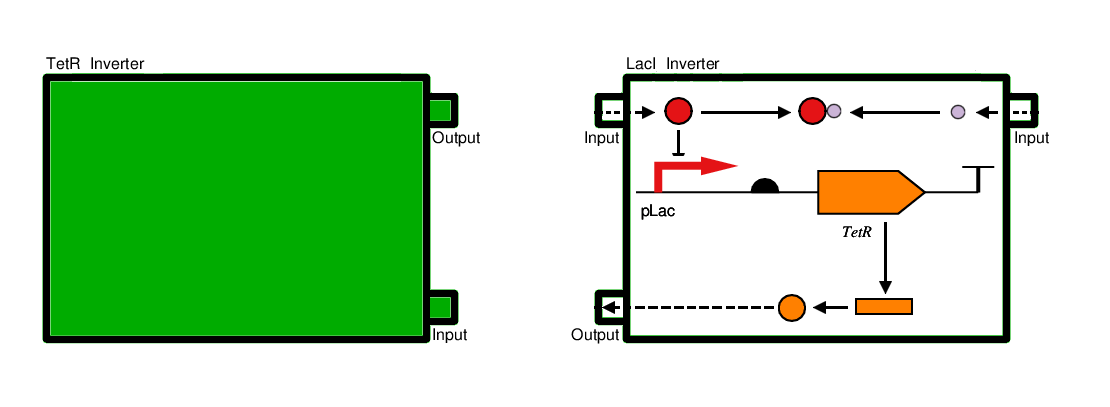 TetR Inverter
Output
Input
LacI Inverter
Input
Input
pLac
TetR
Output